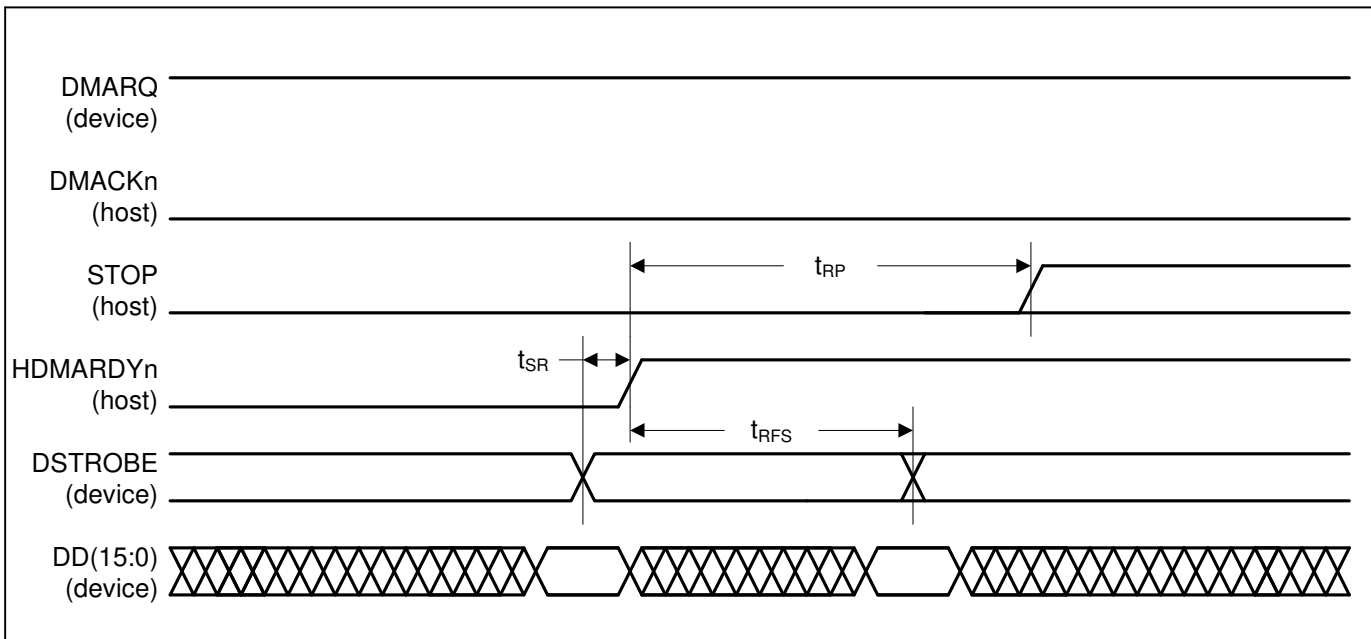 DMARQ
(device)
DMACKn
(host)
STOP
(host)
tRP
HDMARDYn
(host)
tSR
DSTROBE
(device)
tRFS
DD(15:0)
(device)